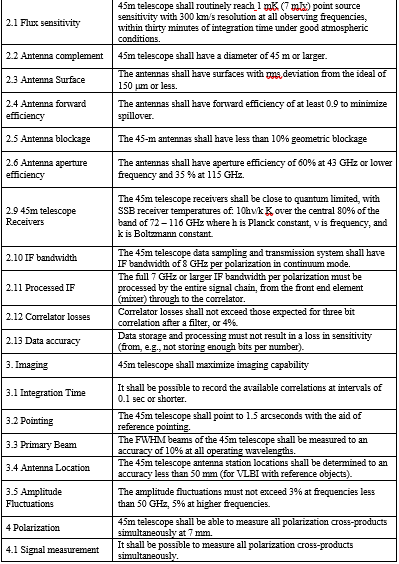 45m telescope shall routinely reach 1 mK (7 mJy) point source
2.1 Flux sensitivity
sensitivity with 300 km/s resolution at all observing frequencies,
within thirty minutes of integration time under good atmospheric
conditions.
2.2 Antenna complement
45m telescope shall have a diameter of 45 m or larger.
2.3 Antenna Surface
The antennas shall have surfaces with rms deviation from the ideal of
150 µm or less.
2.4 Antenna forward
efficiency
The antennas shall have forward efficiency of at least 0.9 to minimize
spillover.
2.5 Antenna blockage
The 45-m antennas shall have less than 10% geometric blockage
2.6 Antenna aperture
efficiency
The antennas shall have aperture efficiency of 60% at 43 GHz or lower
frequency and 35 % at 115 GHz.
2.9 45m telescope
Receivers
The 45m telescope receivers shall be close to quantum limited, with
SSB receiver temperatures of: 10hν/k K over the central 80% of the
band of 72 – 116 GHz where h is Planck constant, ν is frequency, and
k is Boltzmann constant.
2.10 IF bandwidth
The 45m telescope data sampling and transmission system shall have
IF bandwidth of 8 GHz per polarization in continuum mode.
2.11 Processed IF
The full 7 GHz or larger IF bandwidth per polarization must be
processed by the entire signal chain, from the front end element
(mixer) through to the correlator.
2.12 Correlator losses
Correlator losses shall not exceed those expected for three bit
correlation after a filter, or 4%.
2.13 Data accuracy
Data storage and processing must not result in a loss in sensitivity
(from, e.g., not storing enough bits per number).
3. Imaging
45m telescope shall maximize imaging capability
3.1 Integration Time
It shall be possible to record the available correlations at intervals of
0.1 sec or shorter.
3.2 Pointing
The 45m telescope shall point to 1.5 arcseconds with the aid of
reference pointing.
3.3 Primary Beam
The FWHM beams of the 45m telescope shall be measured to an
accuracy of 10% at all operating wavelengths.
3.4 Antenna Location
The 45m telescope antenna station locations shall be determined to an
accuracy less than 50 mm (for VLBI with reference objects).
3.5 Amplitude
Fluctuations
The amplitude fluctuations must not exceed 3% at frequencies less
than 50 GHz, 5% at higher frequencies.
4 Polarization
45m telescope shall be able to measure all polarization cross-products
simultaneously at 7 mm.
4.1 Signal measurement
It shall be possible to measure all polarization cross-products
simultaneously.